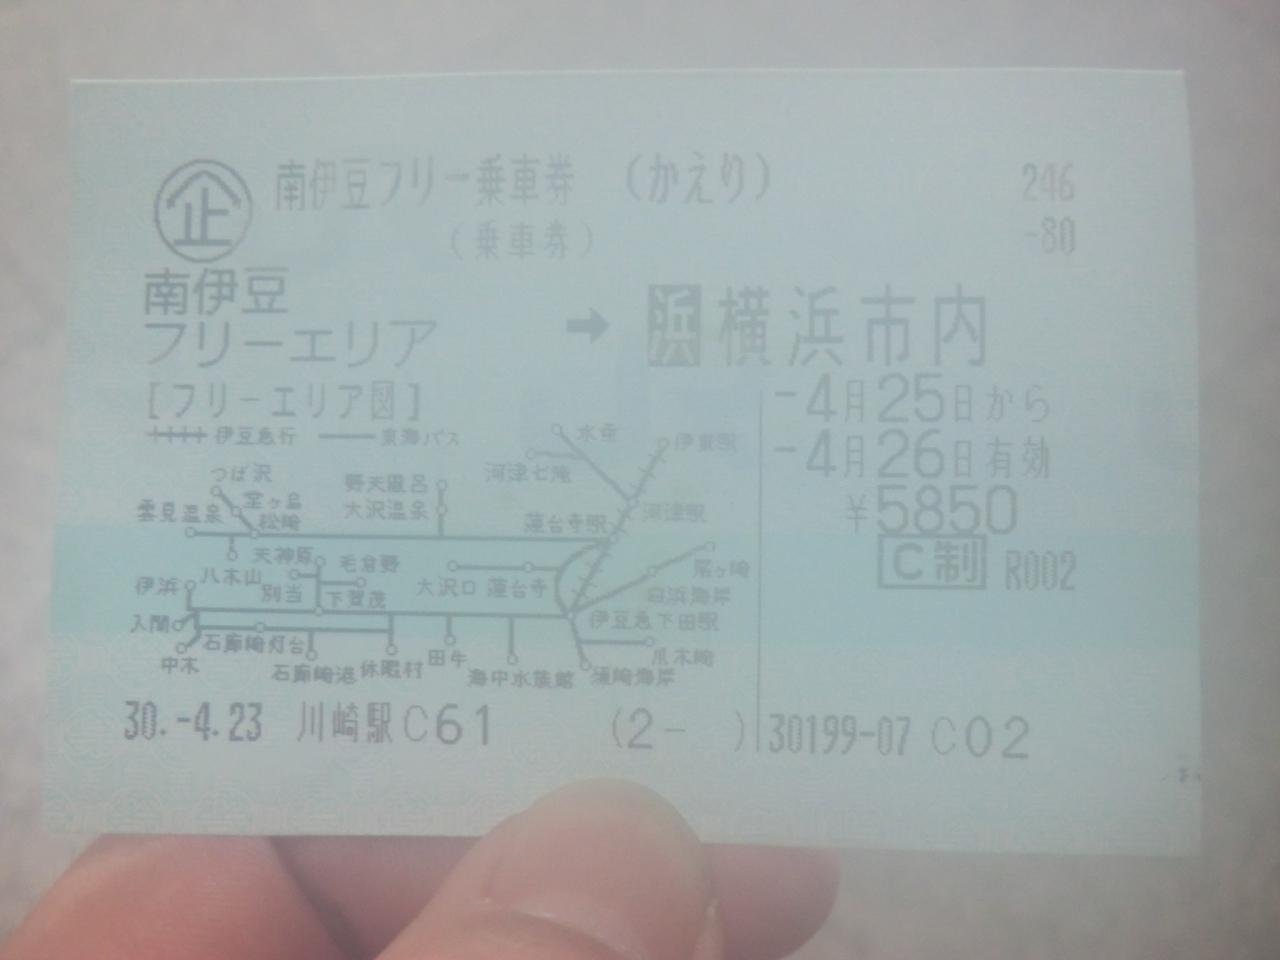 企 南伊豆フリー乗車券 (かえり) 246
(乗車券) -80
南伊豆
フリーエリア ➡ 浜 横浜市内
[フリーエリア図] -4月25日から
伊豆急行 東海バス -4月26日有効
¥5850
C制 R002
水垂 伊東駅
河津七滝
つば沢 野天風呂
堂ヶ島 大沢温泉 河津駅
雲見温泉 松崎 蓮台寺駅
天神原 毛倉野
八木山 大沢口 蓮台寺 爪木崎
伊浜 別当 下賀茂 白浜海岸
入間 伊豆急下田駅
石廊崎灯台 田牛
中木 石廊崎港 休暇村 海中水族館 須崎海岸
30.-4.23 川崎駅C61 (2- ) 30199-07 C02